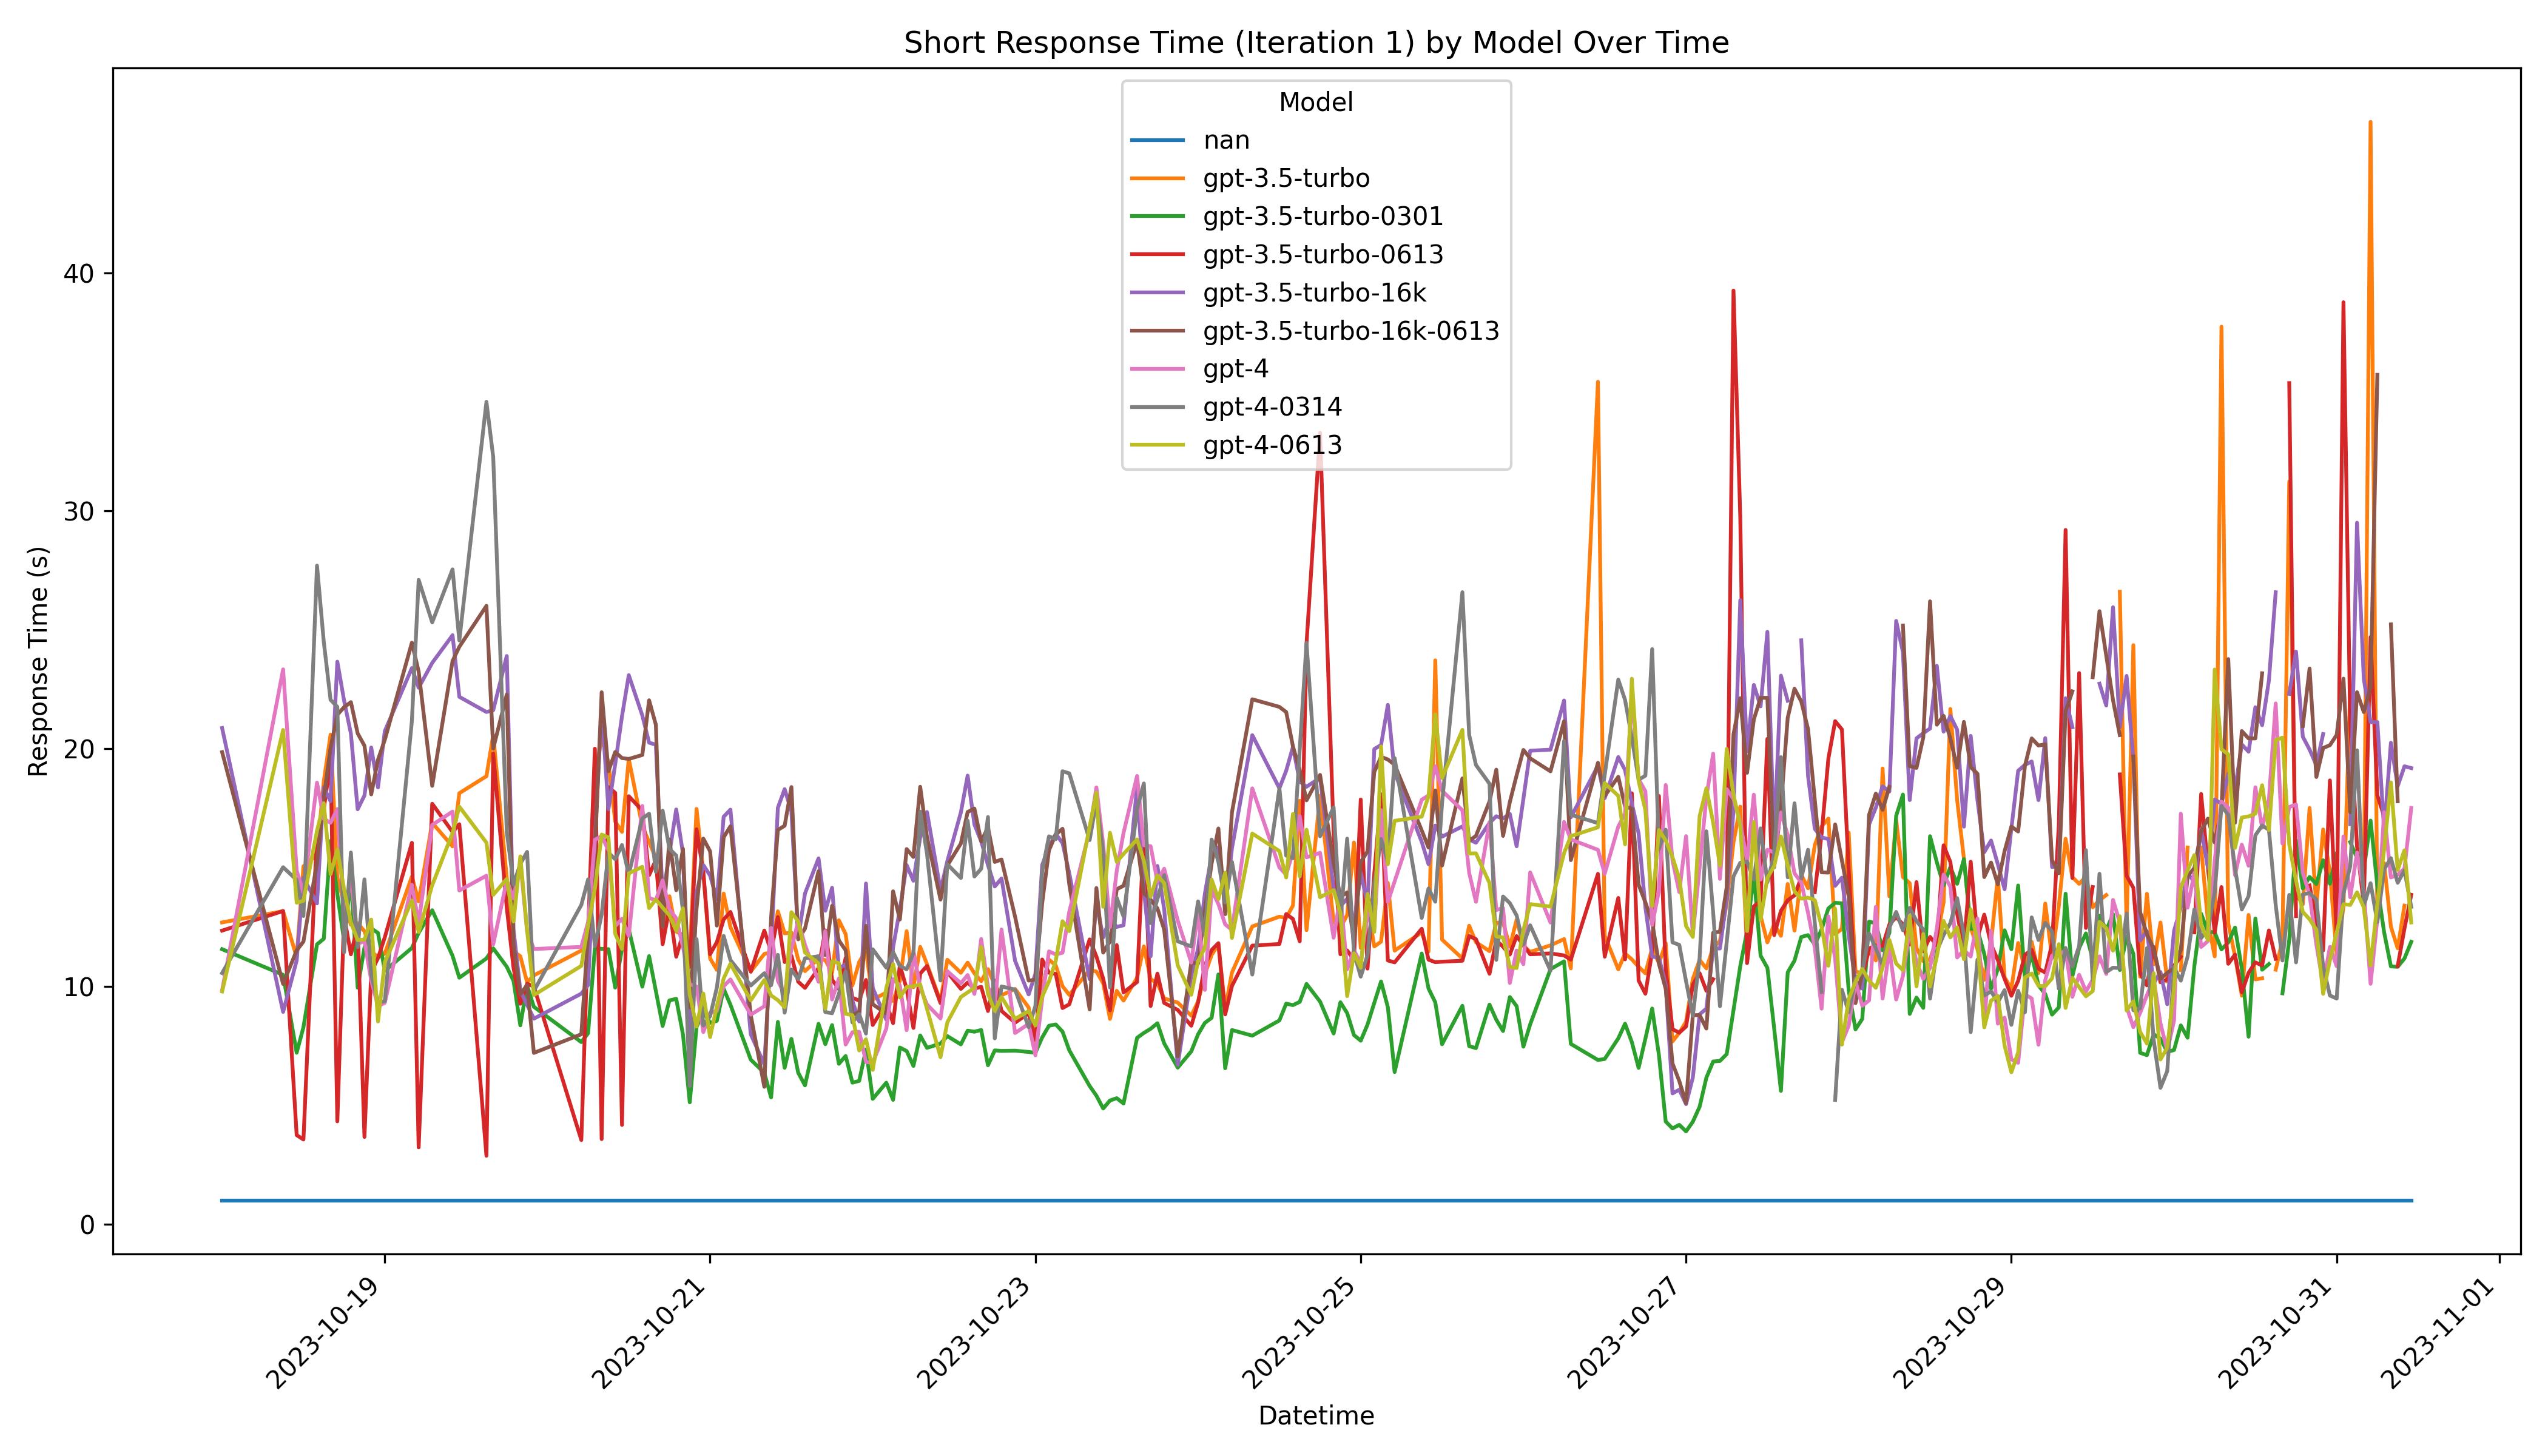 Short Response Time (Iteration 1) by Model Over Time
Model
nan
gpt-3.5-turbo
gpt-3.5-turbo-0301
gpt-3.5-turbo-0613
gpt-3.5-turbo-16k
gpt-3.5-turbo-16k-0613
gpt-4
gpt-4-0314
gpt-4-0613
Response Time (s)
40
30
20
10
0
2023-10-19
2023-10-21
2023-10-23
2023-10-25
2023-10-27
2023-10-29
2023-10-31
2023-11-01
Datetime